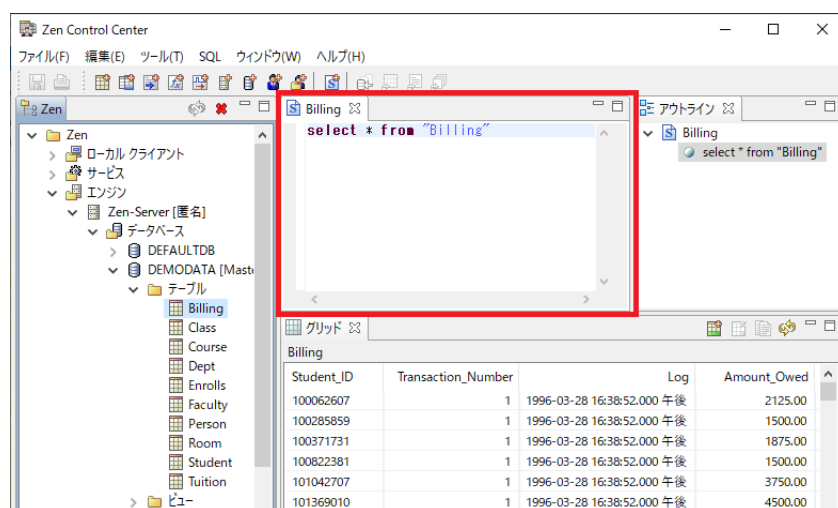 Zen Control Center
ファイル(F) 編集(E) ツール(T) SQL ウィンドウ(W) ヘルプ(H)
Zen
Zen
ローカル クライアント
サービス
エンジン
Zen-Server [匿名]
データベース
DEFAULTDB
DEMODATA [Maste
テーブル
Billing
Class
Course
Dept
Enrolls
Faculty
Person
Room
Student
Tuition
ビュー
Billing
select * from "Billing"
アウトライン
Billing
select * from "Billing"
グリッド
Billing
Student_ID Transaction_Number Log Amount_Owed
100062607 1 1996-03-28 16:38:52.000 午後 2125.00
100285859 1 1996-03-28 16:38:52.000 午後 1500.00
100371731 1 1996-03-28 16:38:52.000 午後 1875.00
100822381 1 1996-03-28 16:38:52.000 午後 1500.00
101042707 1 1996-03-28 16:38:52.000 午後 3750.00
101369010 1 1996-03-28 16:38:52.000 午後 4500.00